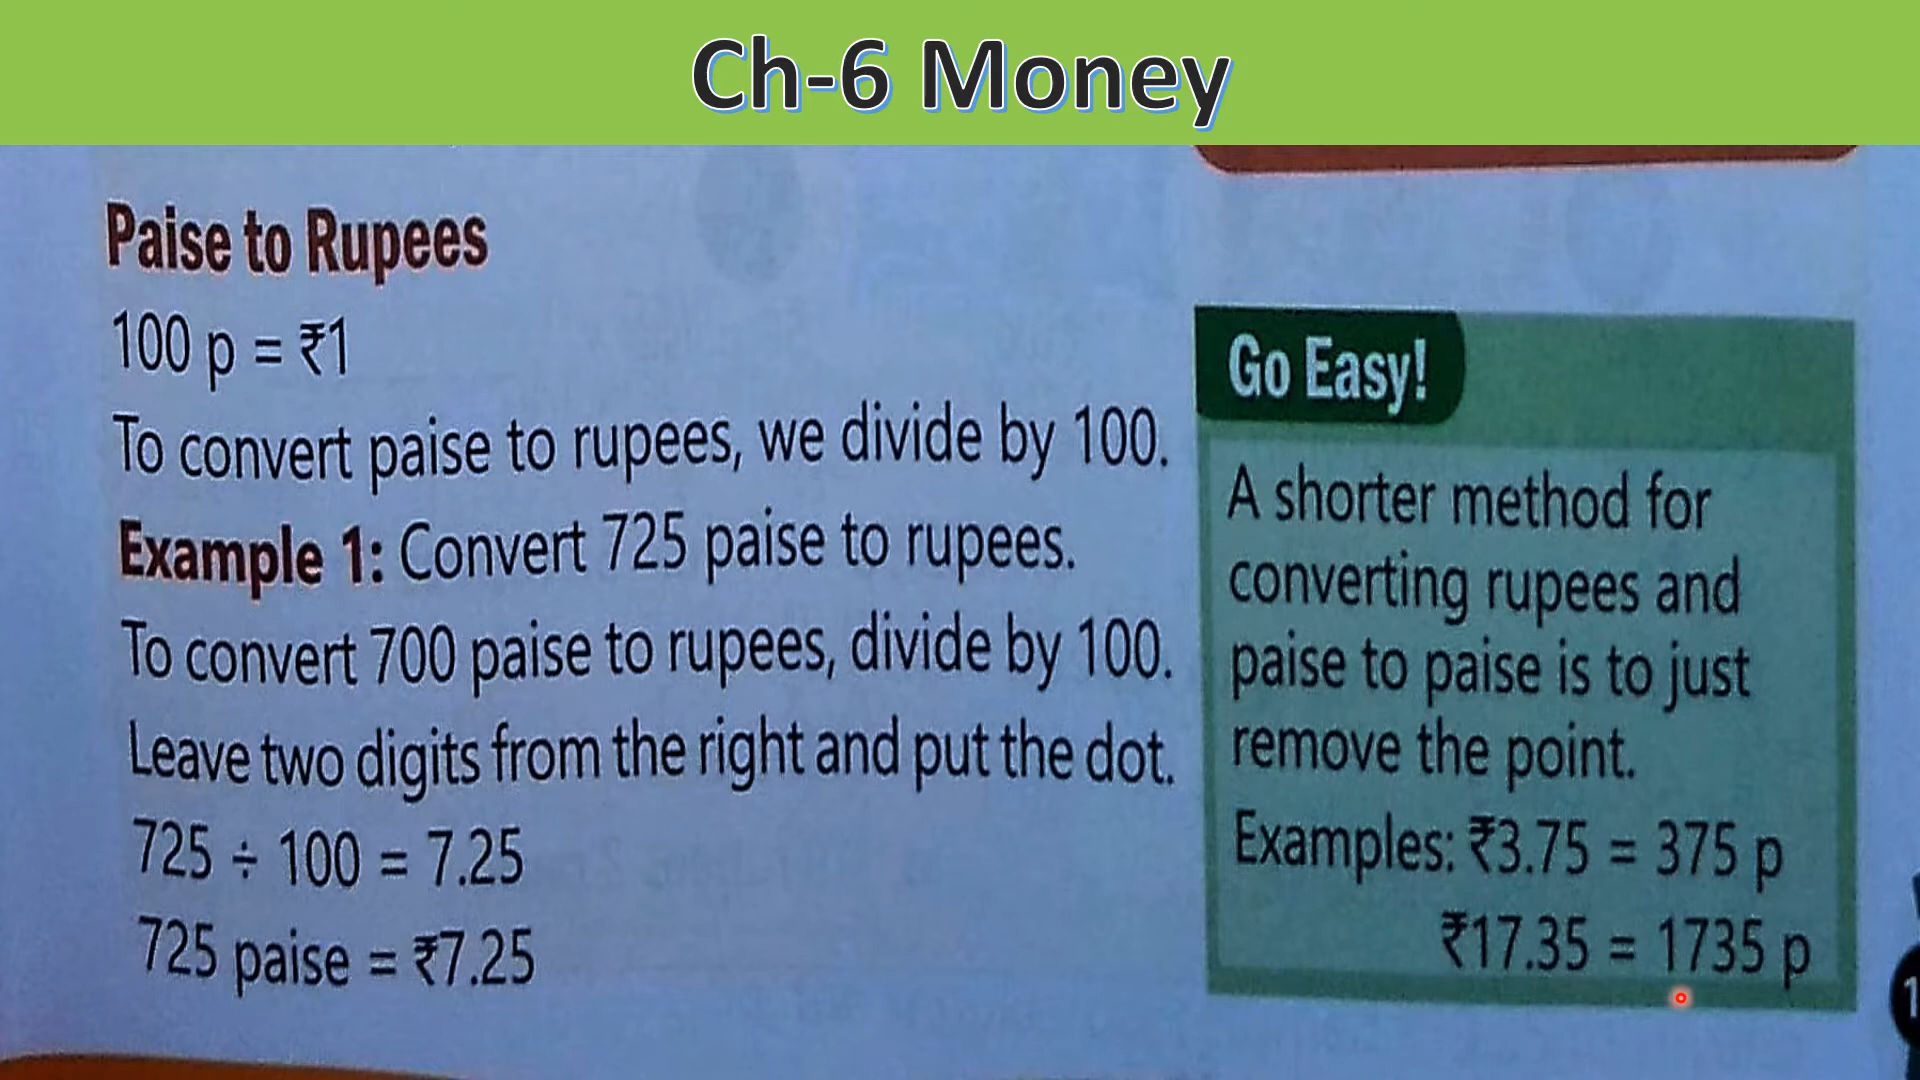 Ch-6 Money
Paise to Rupees
100 p = ₹1
To convert paise to rupees, we divide by 100.
Example 1: Convert 725 paise to rupees.
To convert 700 paise to rupees, divide by 100.
Leave two digits from the right and put the dot.
725 ÷ 100 = 7.25
725 paise = ₹7.25
Go Easy!
A shorter method for
converting rupees and
paise to paise is to just
remove the point.
Examples: ₹3.75 = 375 p
₹17.35 = 1735 p